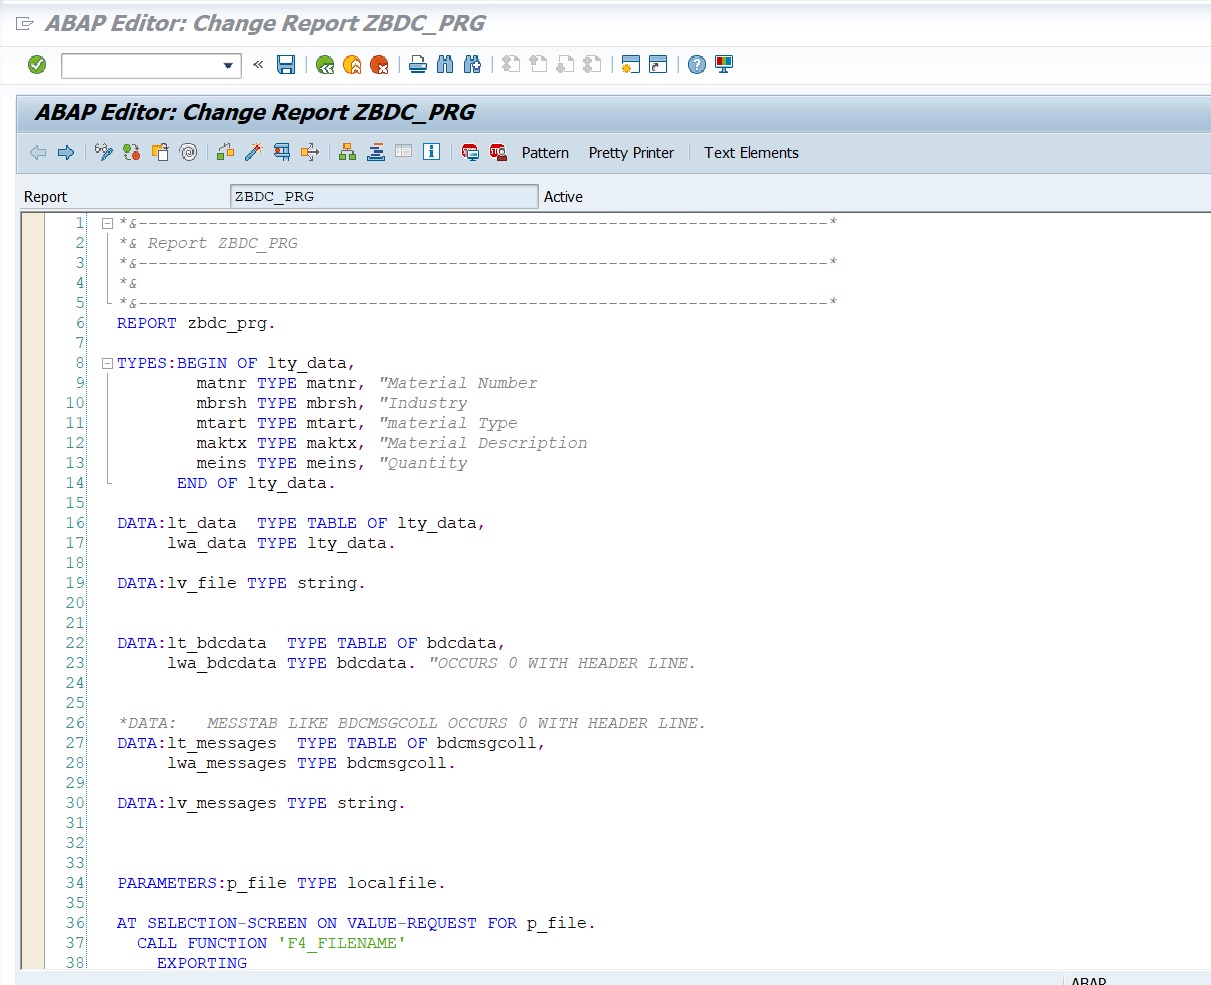 ABAP Editor: Change Report ZBDC_PRG
«
ABAP Editor: Change Report ZBDC_PRG
Pattern Pretty Printer Text Elements
Report ZBDC_PRG Active
1 *&---------------------------------------------------------------------*
2 *& Report ZBDC_PRG
3 *&---------------------------------------------------------------------*
4 *&
5 *&---------------------------------------------------------------------*
6 REPORT zbdc_prg.
7
8 TYPES:BEGIN OF lty_data,
9 matnr TYPE matnr, "Material Number
10 mbrsh TYPE mbrsh, "Industry
11 mtart TYPE mtart, "material Type
12 maktx TYPE maktx, "Material Description
13 meins TYPE meins, "Quantity
14 END OF lty_data.
15
16 DATA:lt_data TYPE TABLE OF lty_data,
17 lwa_data TYPE lty_data.
18
19 DATA:lv_file TYPE string.
20
21
22 DATA:lt_bdcdata TYPE TABLE OF bdcdata,
23 lwa_bdcdata TYPE bdcdata. "OCCURS 0 WITH HEADER LINE.
24
25
26 *DATA: MESSTAB LIKE BDCMSGCOLL OCCURS 0 WITH HEADER LINE.
27 DATA:lt_messages TYPE TABLE OF bdcmsgcoll,
28 lwa_messages TYPE bdcmsgcoll.
29
30 DATA:lv_messages TYPE string.
31
32
33
34 PARAMETERS:p_file TYPE localfile.
35
36 AT SELECTION-SCREEN ON VALUE-REQUEST FOR p_file.
37 CALL FUNCTION 'F4_FILENAME'
38 EXPORTING
ABAP